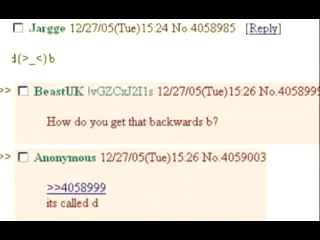 Jargge 12/27/05(Tue)15:24 No.4058985 [Reply]
d(>_<)b
>> BeastUK !vGZCxJ2I1s 12/27/05(Tue)15:26 No.4058999
How do you get that backwards b?
>> Anonymous 12/27/05(Tue)15:26 No.4059003
>>4058999
its called d